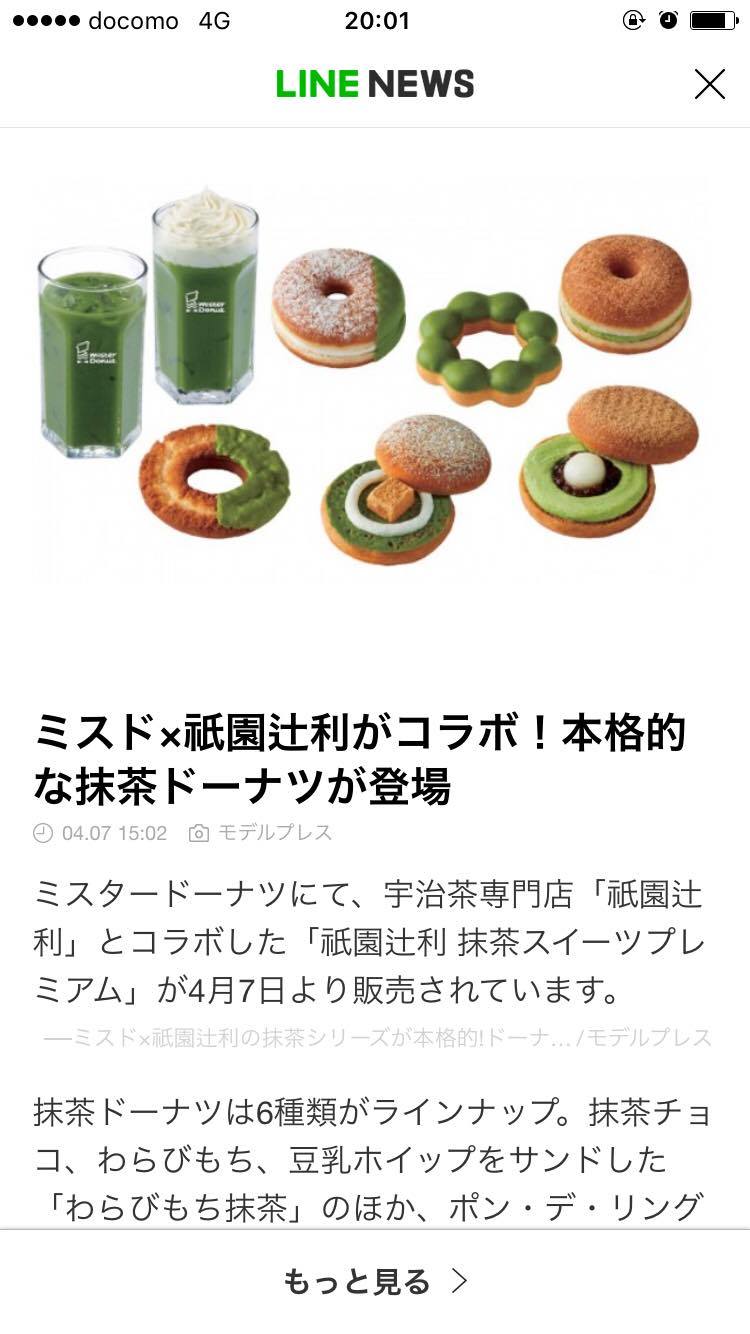 docomo 4G 20:01
LINE NEWS
Mister Donut
Mister Donut
ミスド×祇園辻利がコラボ！本格的
な抹茶ドーナツが登場
04.07 15:02 モデルプレス
ミスタードーナツにて、宇治茶専門店「祇園辻
利」とコラボした「祇園辻利 抹茶スイーツプレ
ミアム」が4月7日より販売されています。
──ミスド×祇園辻利の抹茶シリーズが本格的!ドーナ... / モデルプレス
抹茶ドーナツは6種類がラインナップ。抹茶チョ
コ、わらびもち、豆乳ホイップをサンドした
「わらびもち抹茶」のほか、ポン・デ・リング
もっと見る